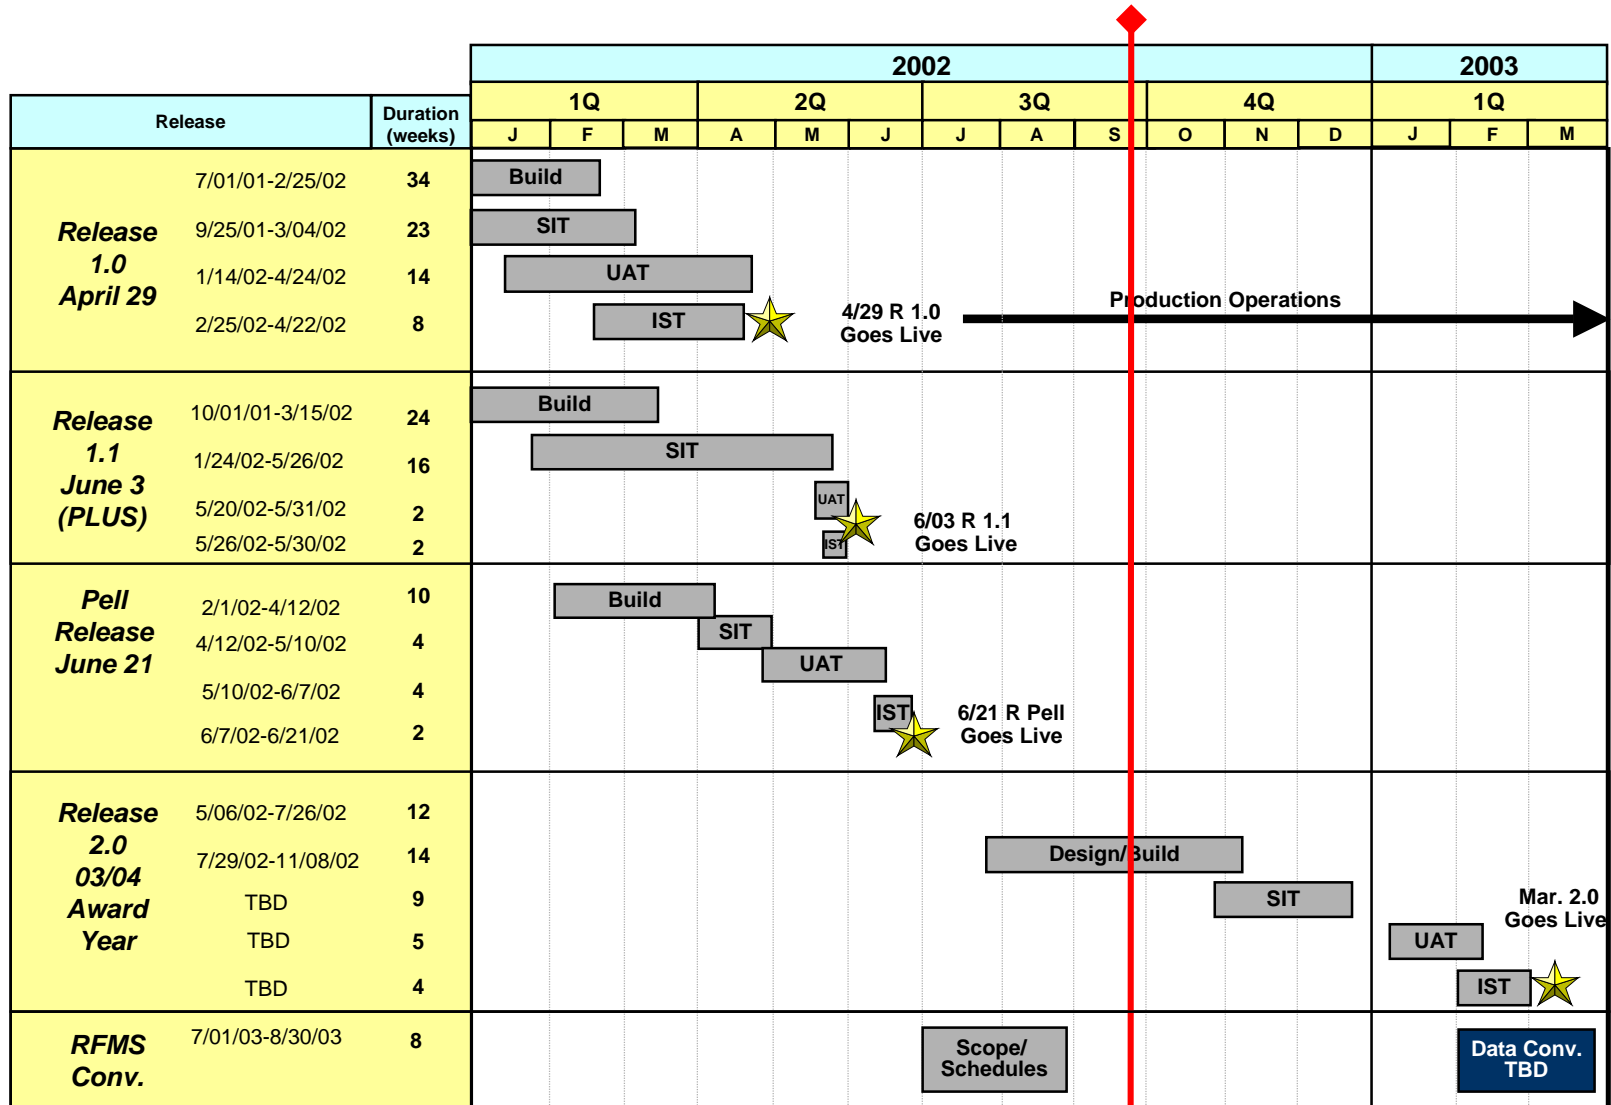 2002
2003
1Q
2Q
3Q
4Q
1Q
Release
Duration
(weeks)
J F M A M J J A S O N D J F M
Release
1.0
April 29
7/01/01-2/25/02
34
Build
9/25/01-3/04/02
23
SIT
1/14/02-4/24/02
14
UAT
2/25/02-4/22/02
8
IST
4/29 R 1.0
Goes Live
Production Operations
Release
1.1
June 3
(PLUS)
10/01/01-3/15/02
24
Build
1/24/02-5/26/02
16
SIT
5/20/02-5/31/02
2
UAT
5/26/02-5/30/02
2
IST
6/03 R 1.1
Goes Live
Pell
Release
June 21
2/1/02-4/12/02
10
Build
4/12/02-5/10/02
4
SIT
UAT
5/10/02-6/7/02
4
IST
6/7/02-6/21/02
2
6/21 R Pell
Goes Live
Release
2.0
03/04
Award
Year
5/06/02-7/26/02
12
7/29/02-11/08/02
14
Design/Build
TBD
9
SIT
TBD
5
UAT
TBD
4
IST
Mar. 2.0
Goes Live
RFMS
Conv.
7/01/03-8/30/03
8
Scope/
Schedules
Data Conv.
TBD